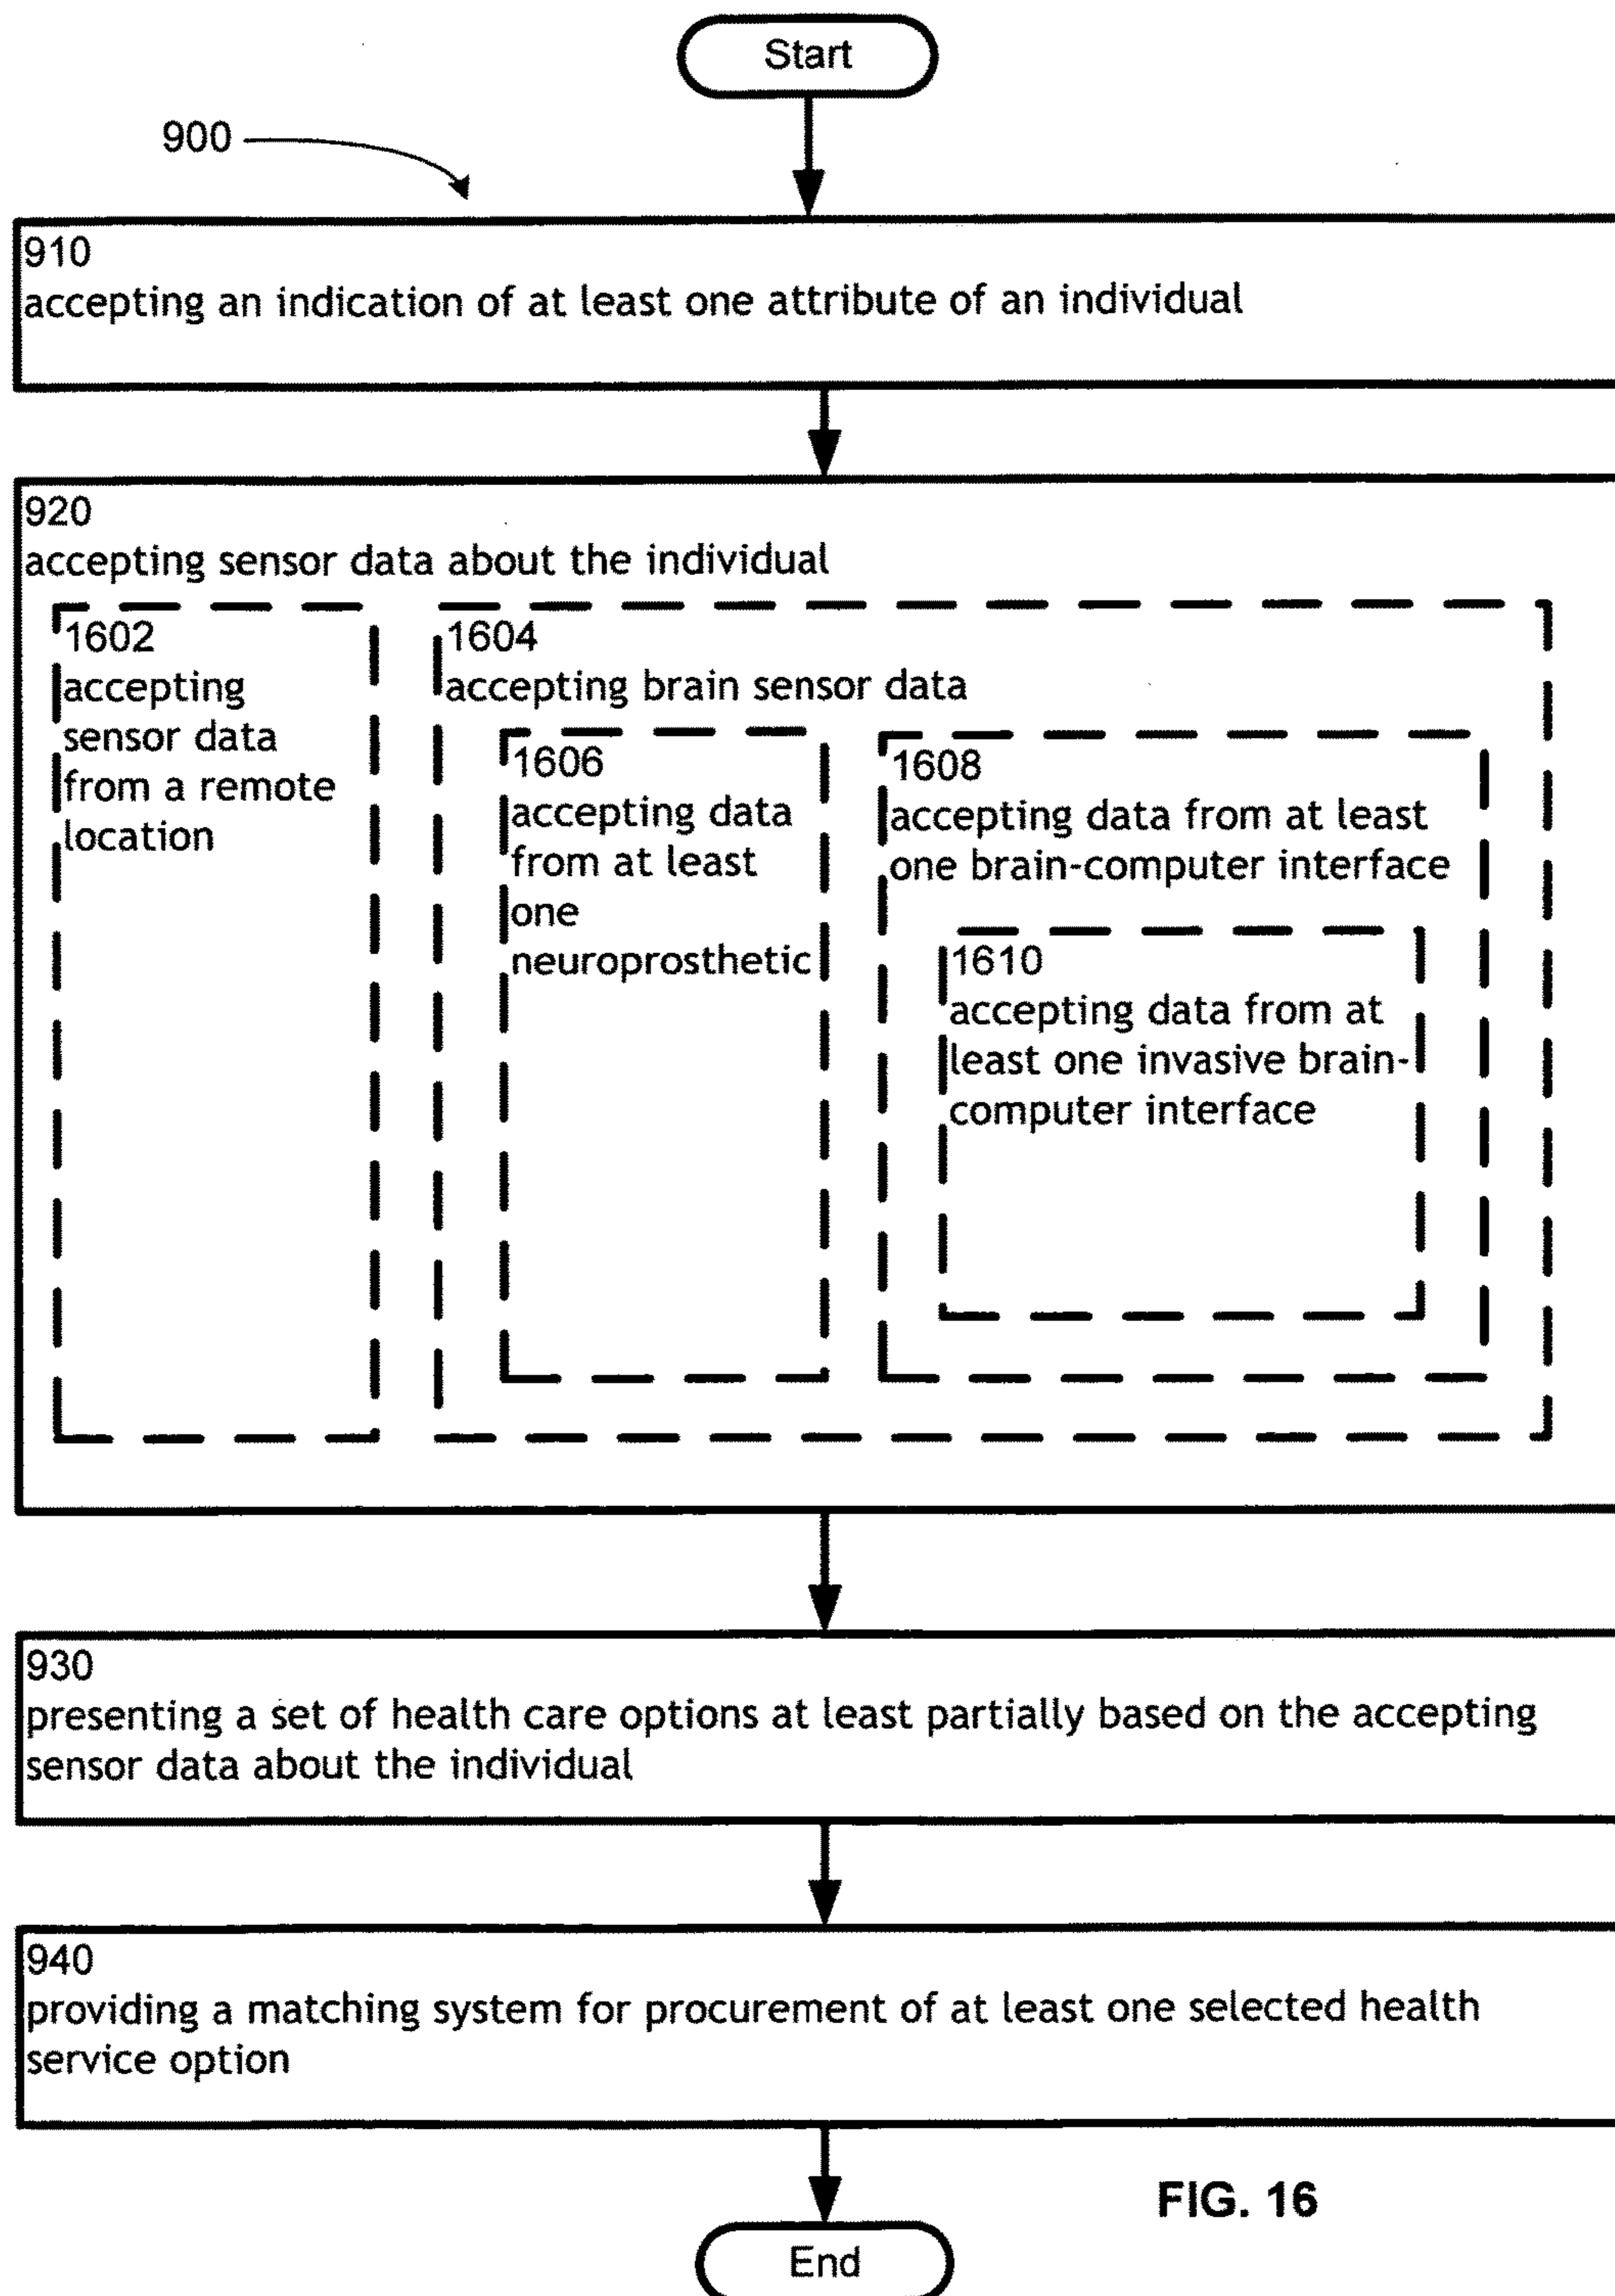 Start
900
910
accepting an indication of at least one attribute of an individual
920
accepting sensor data about the individual
1602
accepting
sensor data
from a remote
location
1604
accepting brain sensor data
1606
accepting data
from at least
one
neuroprosthetic
1608
accepting data from at least
one brain-computer interface
1610
accepting data from at
least one invasive brain-
computer interface
930
presenting a set of health care options at least partially based on the accepting
sensor data about the individual
940
providing a matching system for procurement of at least one selected health
service option
FIG. 16
End